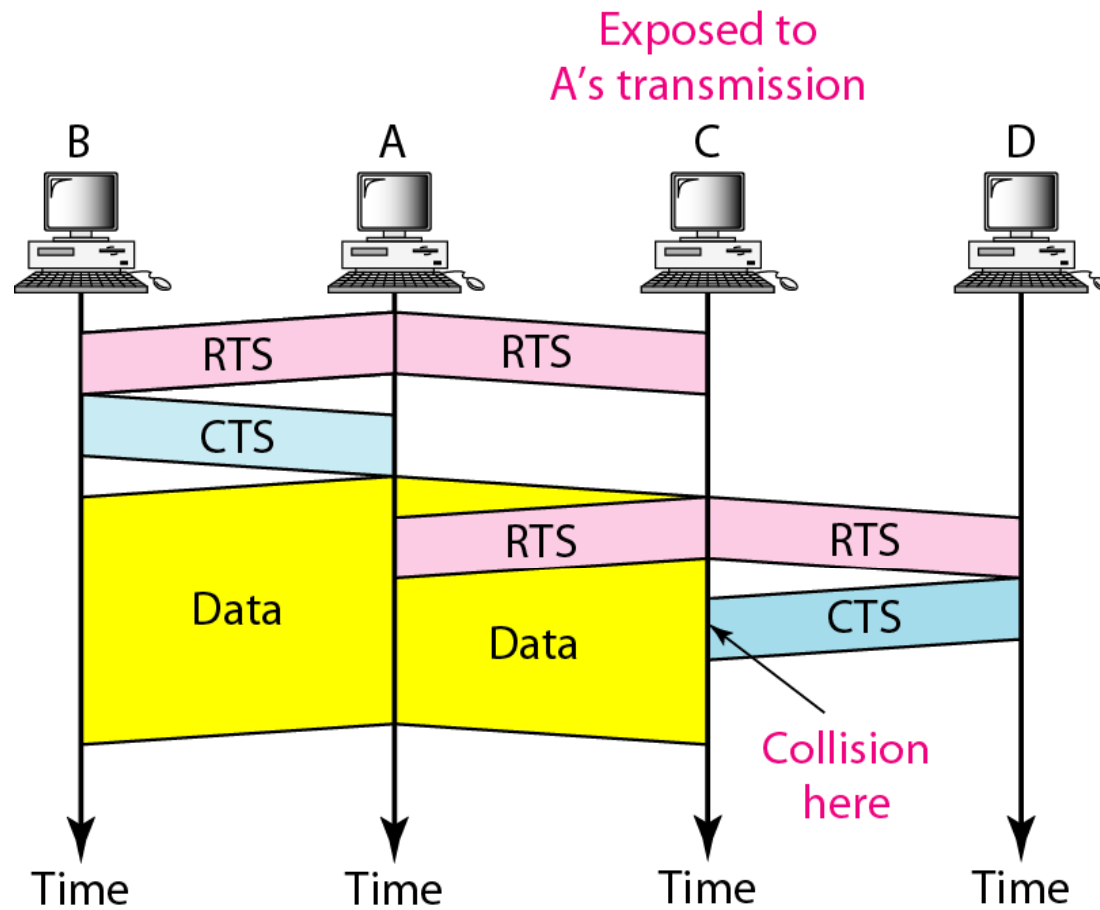 Exposed to
A's transmission
B A C D
RTS RTS
CTS
RTS RTS
Data
CTS
Data
Collision
here
Time Time Time Time